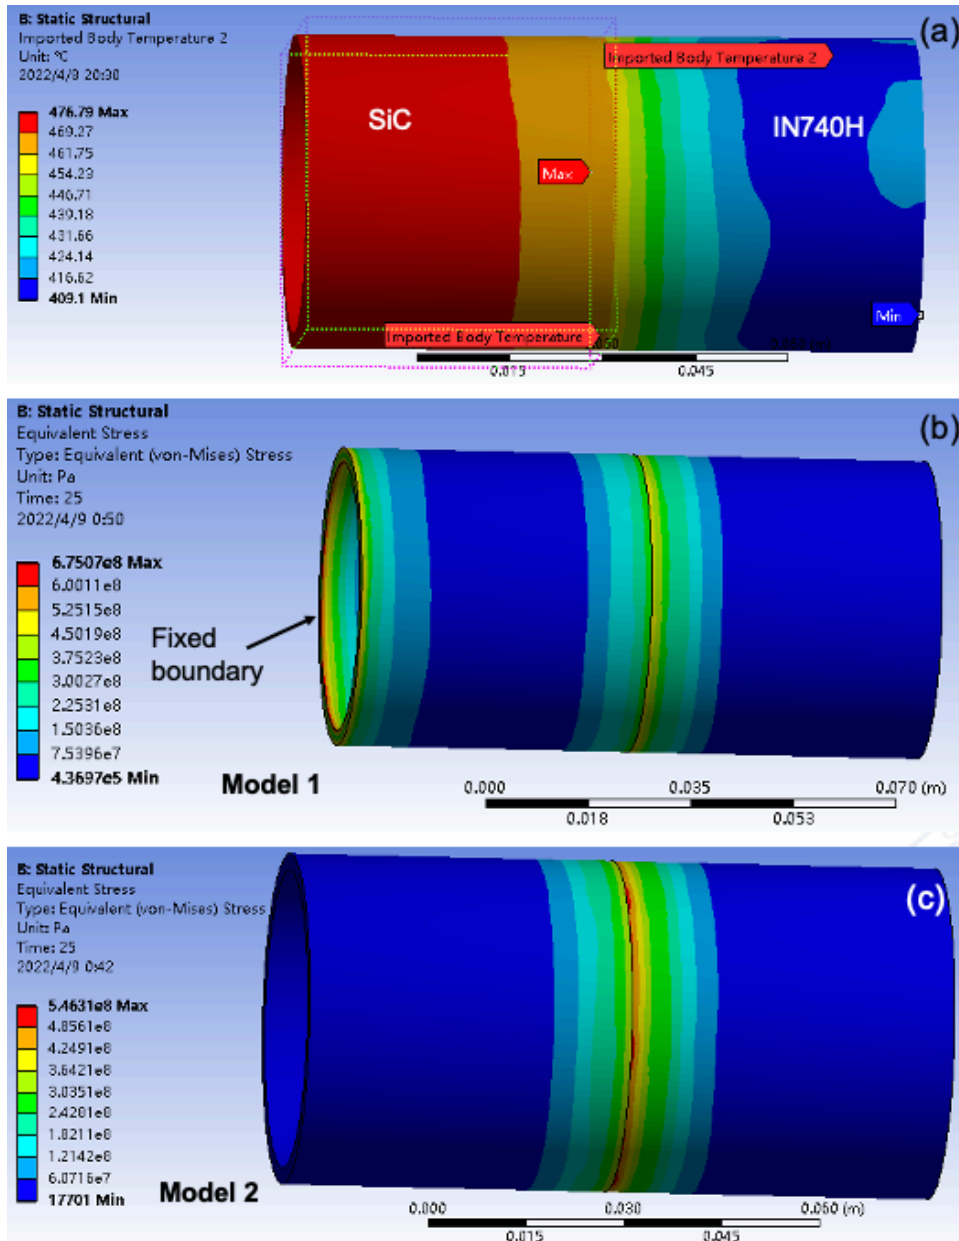 B: Static Structural
Imported Body Temperature 2
Unit: °C
2022/4/9 20:30
(a)
Imported Body Temperature 2
476.79 Max
469.27
461.75
454.23
446.71
439.18
431.66
424.14
416.62
409.1 Min
SiC
IN740H
Max
Min
Imported Body Temperature
0.015
0.045
B: Static Structural
Equivalent Stress
Type: Equivalent (von-Mises) Stress
Unit: Pa
Time: 25
2022/4/9 0:50
(b)
6.7507e8 Max
6.0011e8
5.2515e8
4.5019e8
3.7523e8
3.0027e8
2.2531e8
1.5036e8
7.5396e7
4.3697e5 Min
Fixed
boundary
Model 1
0.000
0.035
0.070 (m)
0.018
0.053
B: Static Structural
Equivalent Stress
Type: Equivalent (von-Mises) Stress
Unit: Pa
Time: 25
2022/4/9 0:42
(c)
5.4631e8 Max
4.8561e8
4.2491e8
3.6421e8
3.0351e8
2.4281e8
1.8211e8
1.2142e8
6.0716e7
17701 Min
Model 2
0.000
0.030
0.060 (m)
0.015
0.045